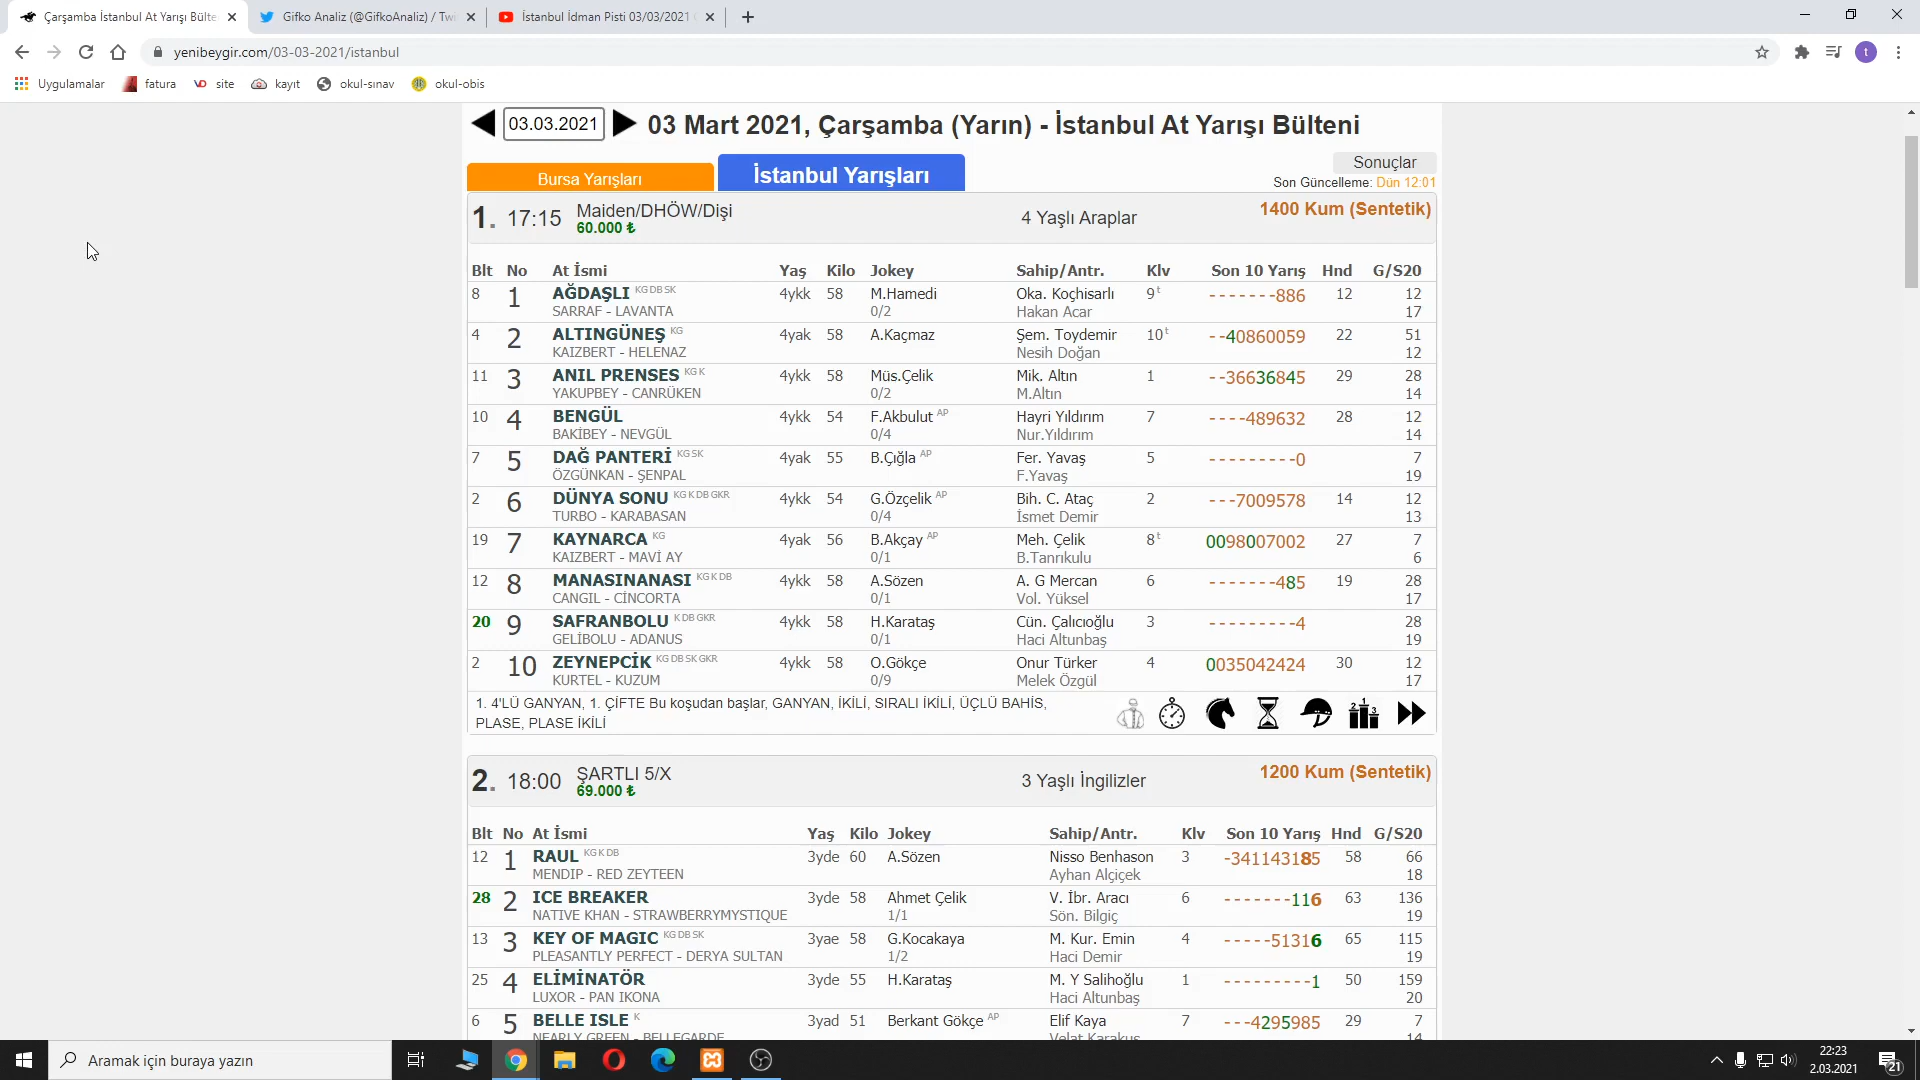 Çarşamba İstanbul At Yarışı Bülte
Gifko Analiz (@GifkoAnaliz) / Twi
İstanbul İdman Pisti 03/03/2021
yenibeygir.com/03-03-2021/istanbul
t
Uygulamalar
fatura
site
kayıt
okul-sınav
okul-obis
03.03.2021
03 Mart 2021, Çarşamba (Yarın) - İstanbul At Yarışı Bülteni
Bursa Yarışları
İstanbul Yarışları
Sonuçlar
Son Güncelleme: Dün 12:01
1. 17:15 Maiden/DHÖW/Dişi 4 Yaşlı Araplar 1400 Kum (Sentetik)
60.000 ₺
Blt No At İsmi Yaş Kilo Jokey Sahip/Antr. Klv Son 10 Yarış Hnd G/S20
8 1 AĞDAŞLI KG DB SK 4ykk 58 M.Hamedi Oka. Koçhisarlı 9t -------886 12 12
SARRAF - LAVANTA 0/2 Hakan Acar 17
4 2 ALTINGÜNEŞ KG 4yak 58 A.Kaçmaz Şem. Toydemir 10t --40860059 22 51
KAIZBERT - HELENAZ Nesih Doğan 12
11 3 ANIL PRENSES KG K 4ykk 58 Müs.Çelik Mik. Altın 1 --36636845 29 28
YAKUPBEY - CANRÜKEN 0/2 M.Altın 14
10 4 BENGÜL 4ykk 54 F.Akbulut AP Hayri Yıldırım 7 ----489632 28 12
BAKİBEY - NEVGÜL 0/4 Nur.Yıldırım 14
7 5 DAĞ PANTERİ KG SK 4yak 55 B.Çığla AP Fer. Yavaş 5 ---------0 7
ÖZGÜNKAN - ŞENPAL F.Yavaş 19
2 6 DÜNYA SONU KG K DB GKR 4ykk 54 G.Özçelik AP Bih. C. Ataç 2 ---7009578 14 12
TURBO - KARABASAN 0/4 İsmet Demir 13
19 7 KAYNARCA KG 4yak 56 B.Akçay AP Meh. Çelik 8t 0098007002 27 7
KAIZBERT - MAVİ AY 0/1 B.Tanrıkulu 6
12 8 MANASINANASI KG K DB 4ykk 58 A.Sözen A. G Mercan 6 -------485 19 28
CANGIL - CİNCORTA 0/1 Vol. Yüksel 17
20 9 SAFRANBOLU K DB GKR 4ykk 58 H.Karataş Cün. Çalıcıoğlu 3 ---------4 28
GELİBOLU - ADANUS 0/1 Haci Altunbaş 19
2 10 ZEYNEPCİK KG DB SK GKR 4ykk 58 O.Gökçe Onur Türker 4 0035042424 30 12
KURTEL - KUZUM 0/9 Melek Özgül 17
1. 4'LÜ GANYAN, 1. ÇİFTE Bu koşudan başlar, GANYAN, İKİLİ, SIRALI İKİLİ, ÜÇLÜ BAHİS,
PLASE, PLASE İKİLİ
2 1 3
2. 18:00 ŞARTLI 5/X 3 Yaşlı İngilizler 1200 Kum (Sentetik)
69.000 ₺
Blt No At İsmi Yaş Kilo Jokey Sahip/Antr. Klv Son 10 Yarış Hnd G/S20
12 1 RAUL KG K DB 3yde 60 A.Sözen Nisso Benhason 3 -341143185 58 66
MENDIP - RED ZEYTEEN Ayhan Alçiçek 18
28 2 ICE BREAKER 3yde 58 Ahmet Çelik V. İbr. Aracı 6 -------116 63 136
NATIVE KHAN - STRAWBERRYMYSTIQUE 1/1 Sön. Bilgiç 19
13 3 KEY OF MAGIC KG DB SK 3yae 58 G.Kocakaya M. Kur. Emin 4 -----51316 65 115
PLEASANTLY PERFECT - DERYA SULTAN 1/2 Haci Demir 19
25 4 ELİMİNATÖR 3yde 55 H.Karataş M. Y Salihoğlu 1 ---------1 50 159
LUXOR - PAN IKONA Haci Altunbaş 20
6 5 BELLE ISLE K 3yad 51 Berkant Gökçe AP Elif Kaya 7 ---4295985 29 7
NEARLY GREEN - BELLEGARDE Velat Karakuş 14
Aramak için buraya yazın
22:23
2.03.2021
21